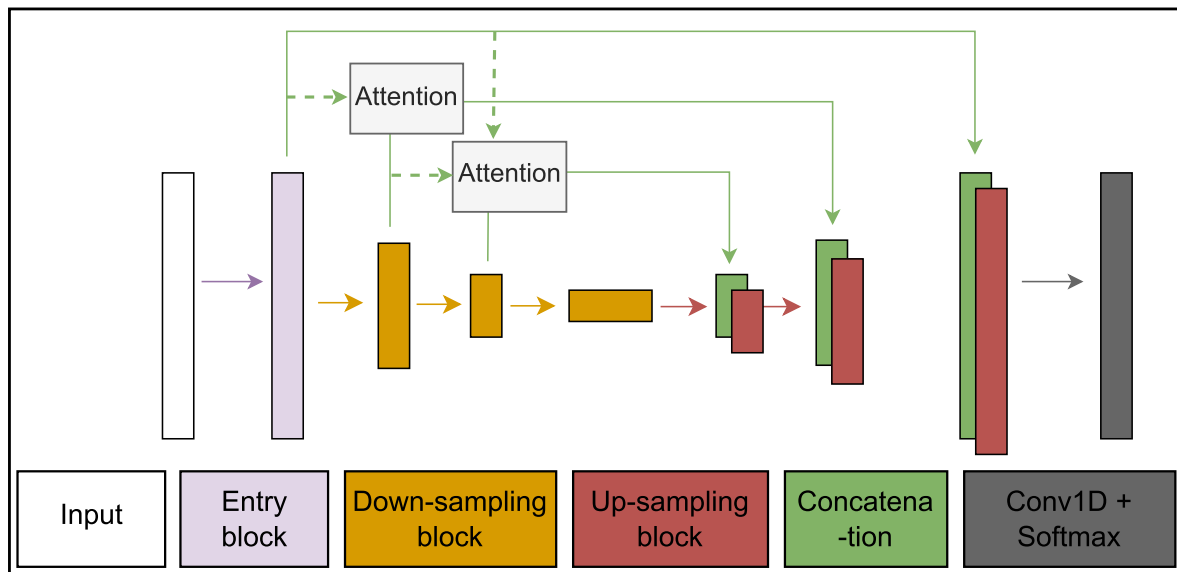 Attention
Attention
Input
Entry
block
Down-sampling
block
Up-sampling
block
Concatena
-tion
Conv1D +
Softmax